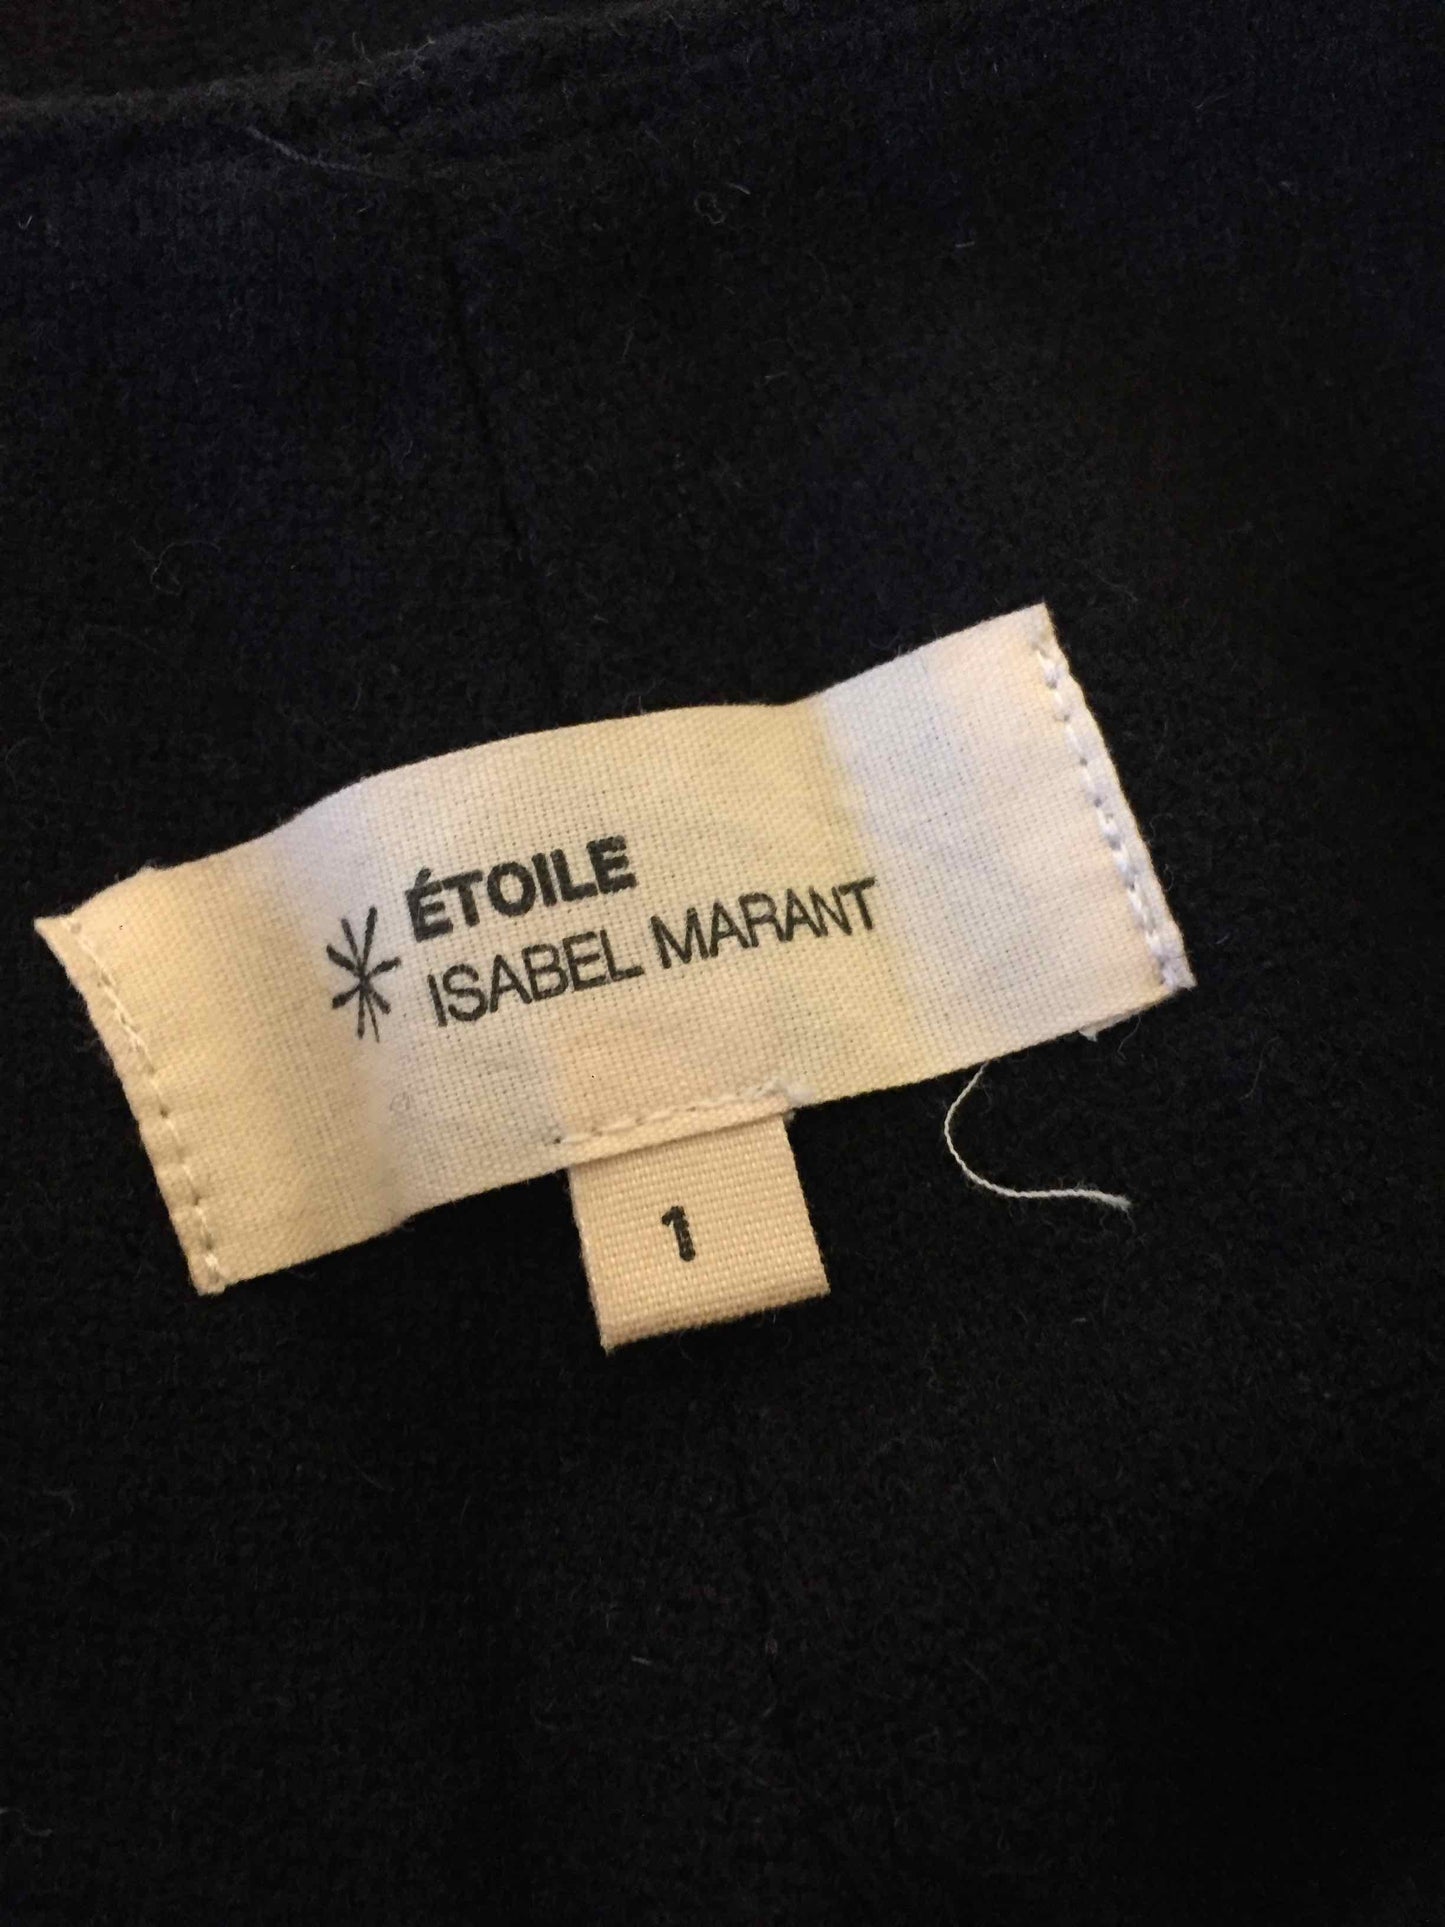 ÉTOILE
ISABEL MARANT
1